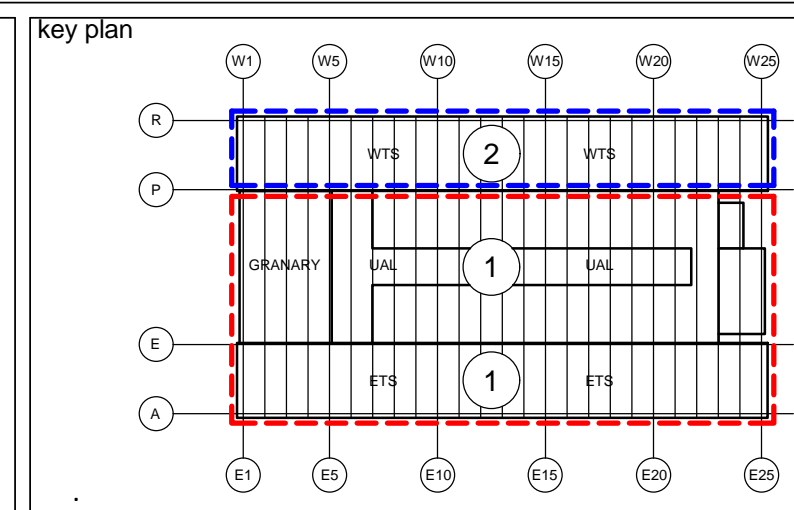 key plan
W1 W5 W10 W15 W20 W25
R
WTS 2 WTS
P
GRANARY UAL 1 UAL
E
ETS 1 ETS
A
E1 E5 E10 E15 E20 E25
.